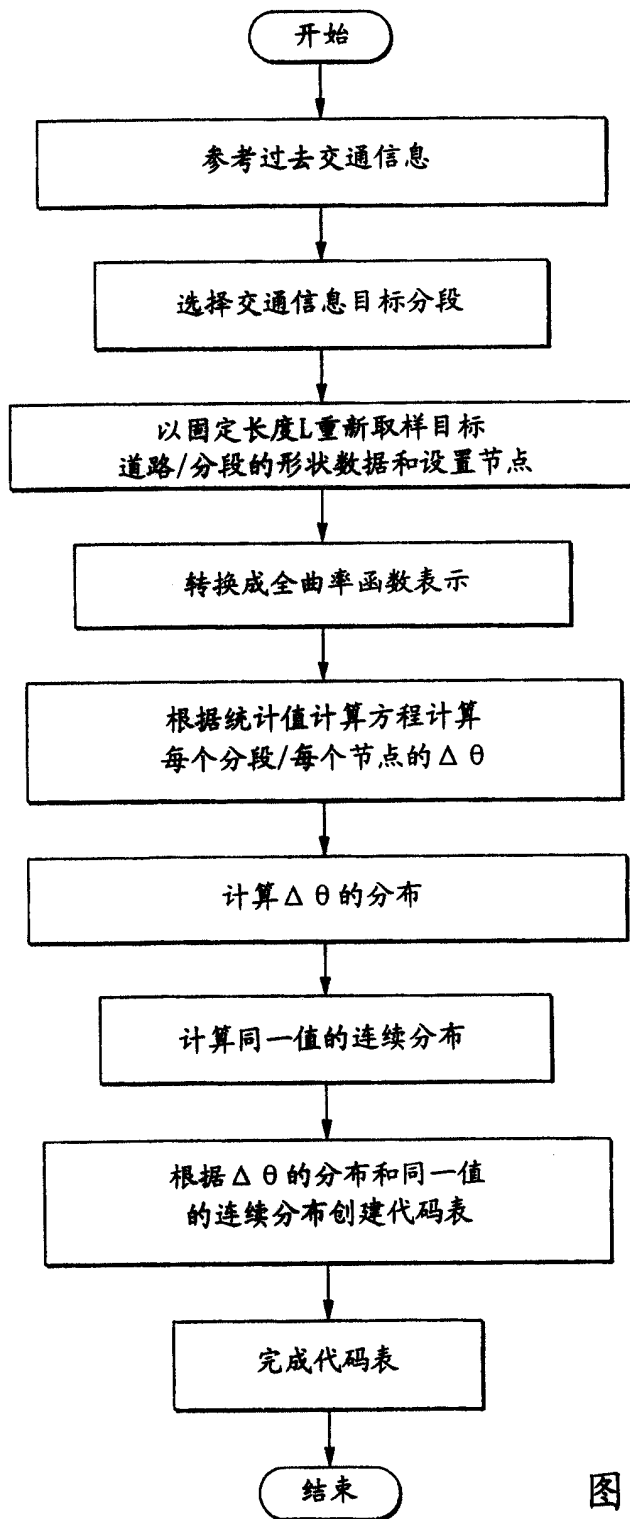 开始
参考过去交通信息
选择交通信息目标分段
以固定长度L重新取样目标
道路/分段的形状数据和设置节点
转换成全曲率函数表示
根据统计值计算方程计算
每个分段/每个节点的Δθ
计算Δθ的分布
计算同一值的连续分布
根据Δθ的分布和同一值
的连续分布创建代码表
完成代码表
结束
图